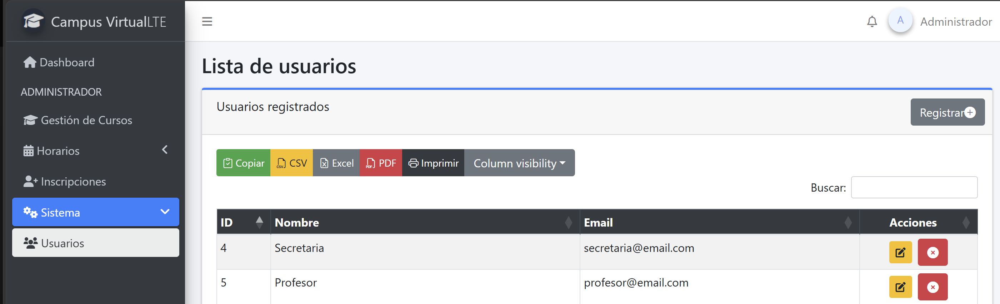 Campus VirtualLTE
Dashboard
ADMINISTRADOR
Gestión de Cursos
Horarios
Inscripciones
Sistema
Usuarios
A Administrador
Lista de usuarios
Usuarios registrados
Registrar
Copiar CSV Excel PDF Imprimir Column visibility
Buscar:
ID Nombre Email Acciones
4 Secretaria secretaria@email.com
5 Profesor profesor@email.com